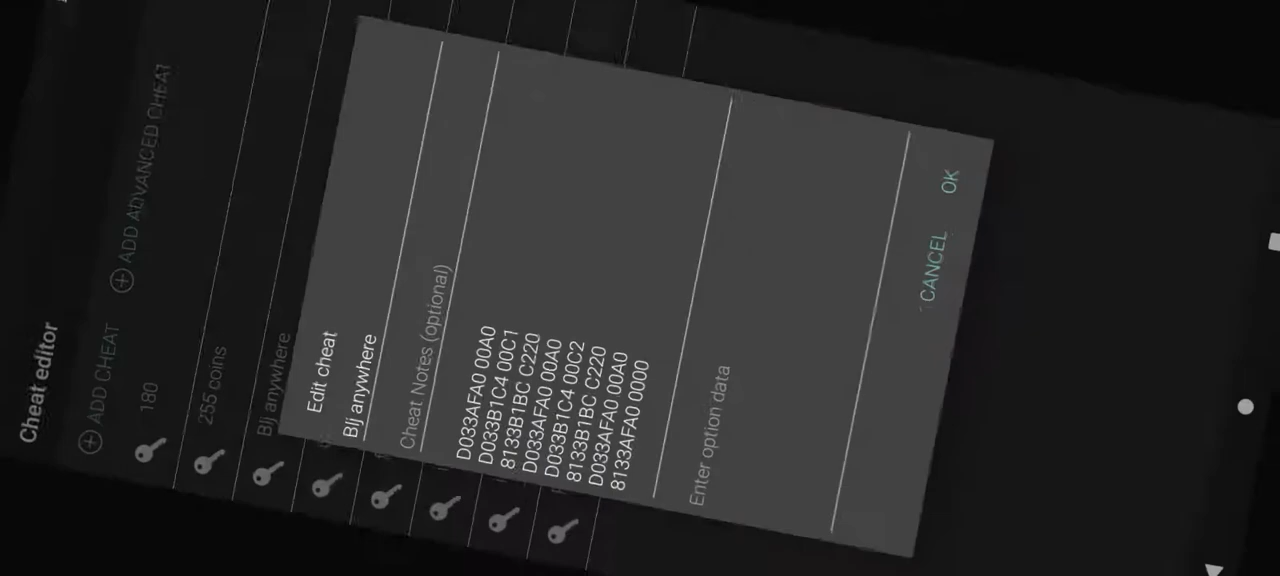 Cheat editor
ADD CHEAT
ADD ADVANCED CHEAT
180
255 coins
Blj anywhere
Edit cheat
Blj anywhere
Cheat Notes (optional)
D033AFA0 00A0
D033B1C4 00C1
8133B1BC C220
D033AFA0 00A0
D033B1C4 00C2
8133B1BC C220
D033AFA0 00A0
8133AFA0 0000
Enter option data
CANCEL
OK